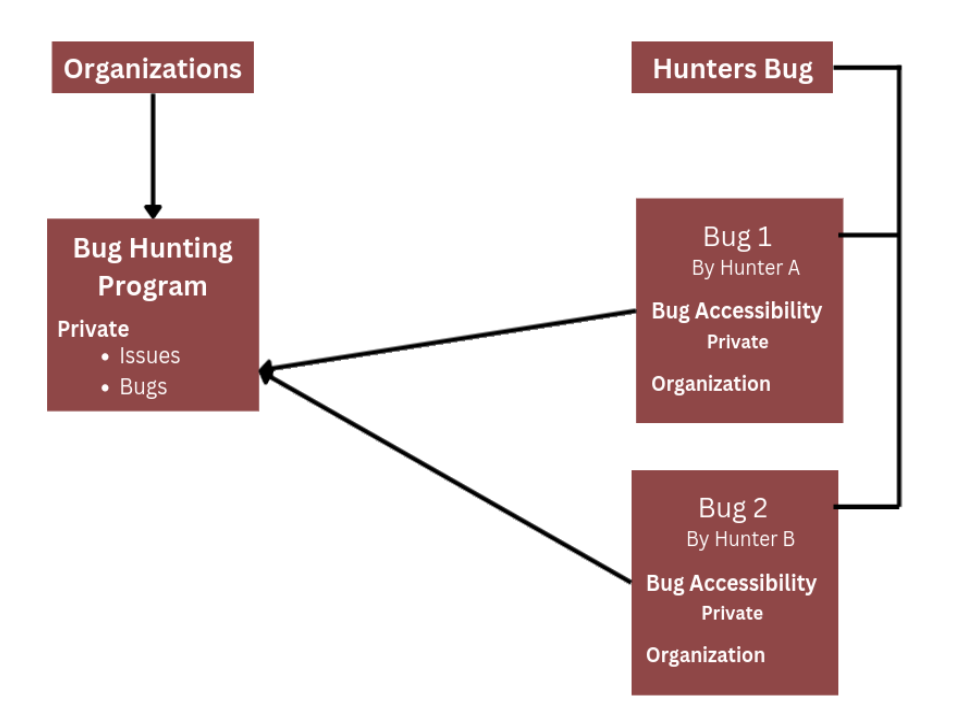 Organizations
Hunters Bug
Bug Hunting
Program
Private
• Issues
• Bugs
Bug 1
By Hunter A
Bug Accessibility
Private
Organization
Bug 2
By Hunter B
Bug Accessibility
Private
Organization